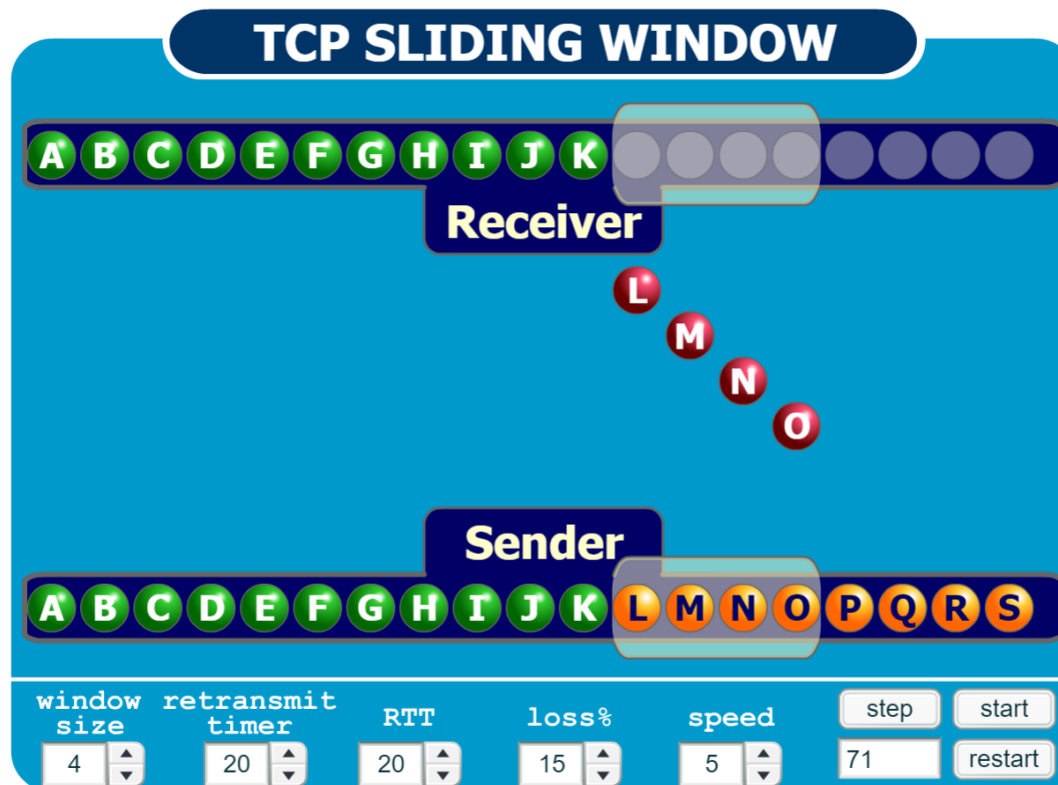 TCP SLIDING WINDOW
A B C D E F G H I J K
Receiver
L
M
N
O
Sender
A B C D E F G H I J K L M N O P Q R S
window size
retransmit timer
RTT
loss%
speed
step
start
4
20
20
15
5
71
restart